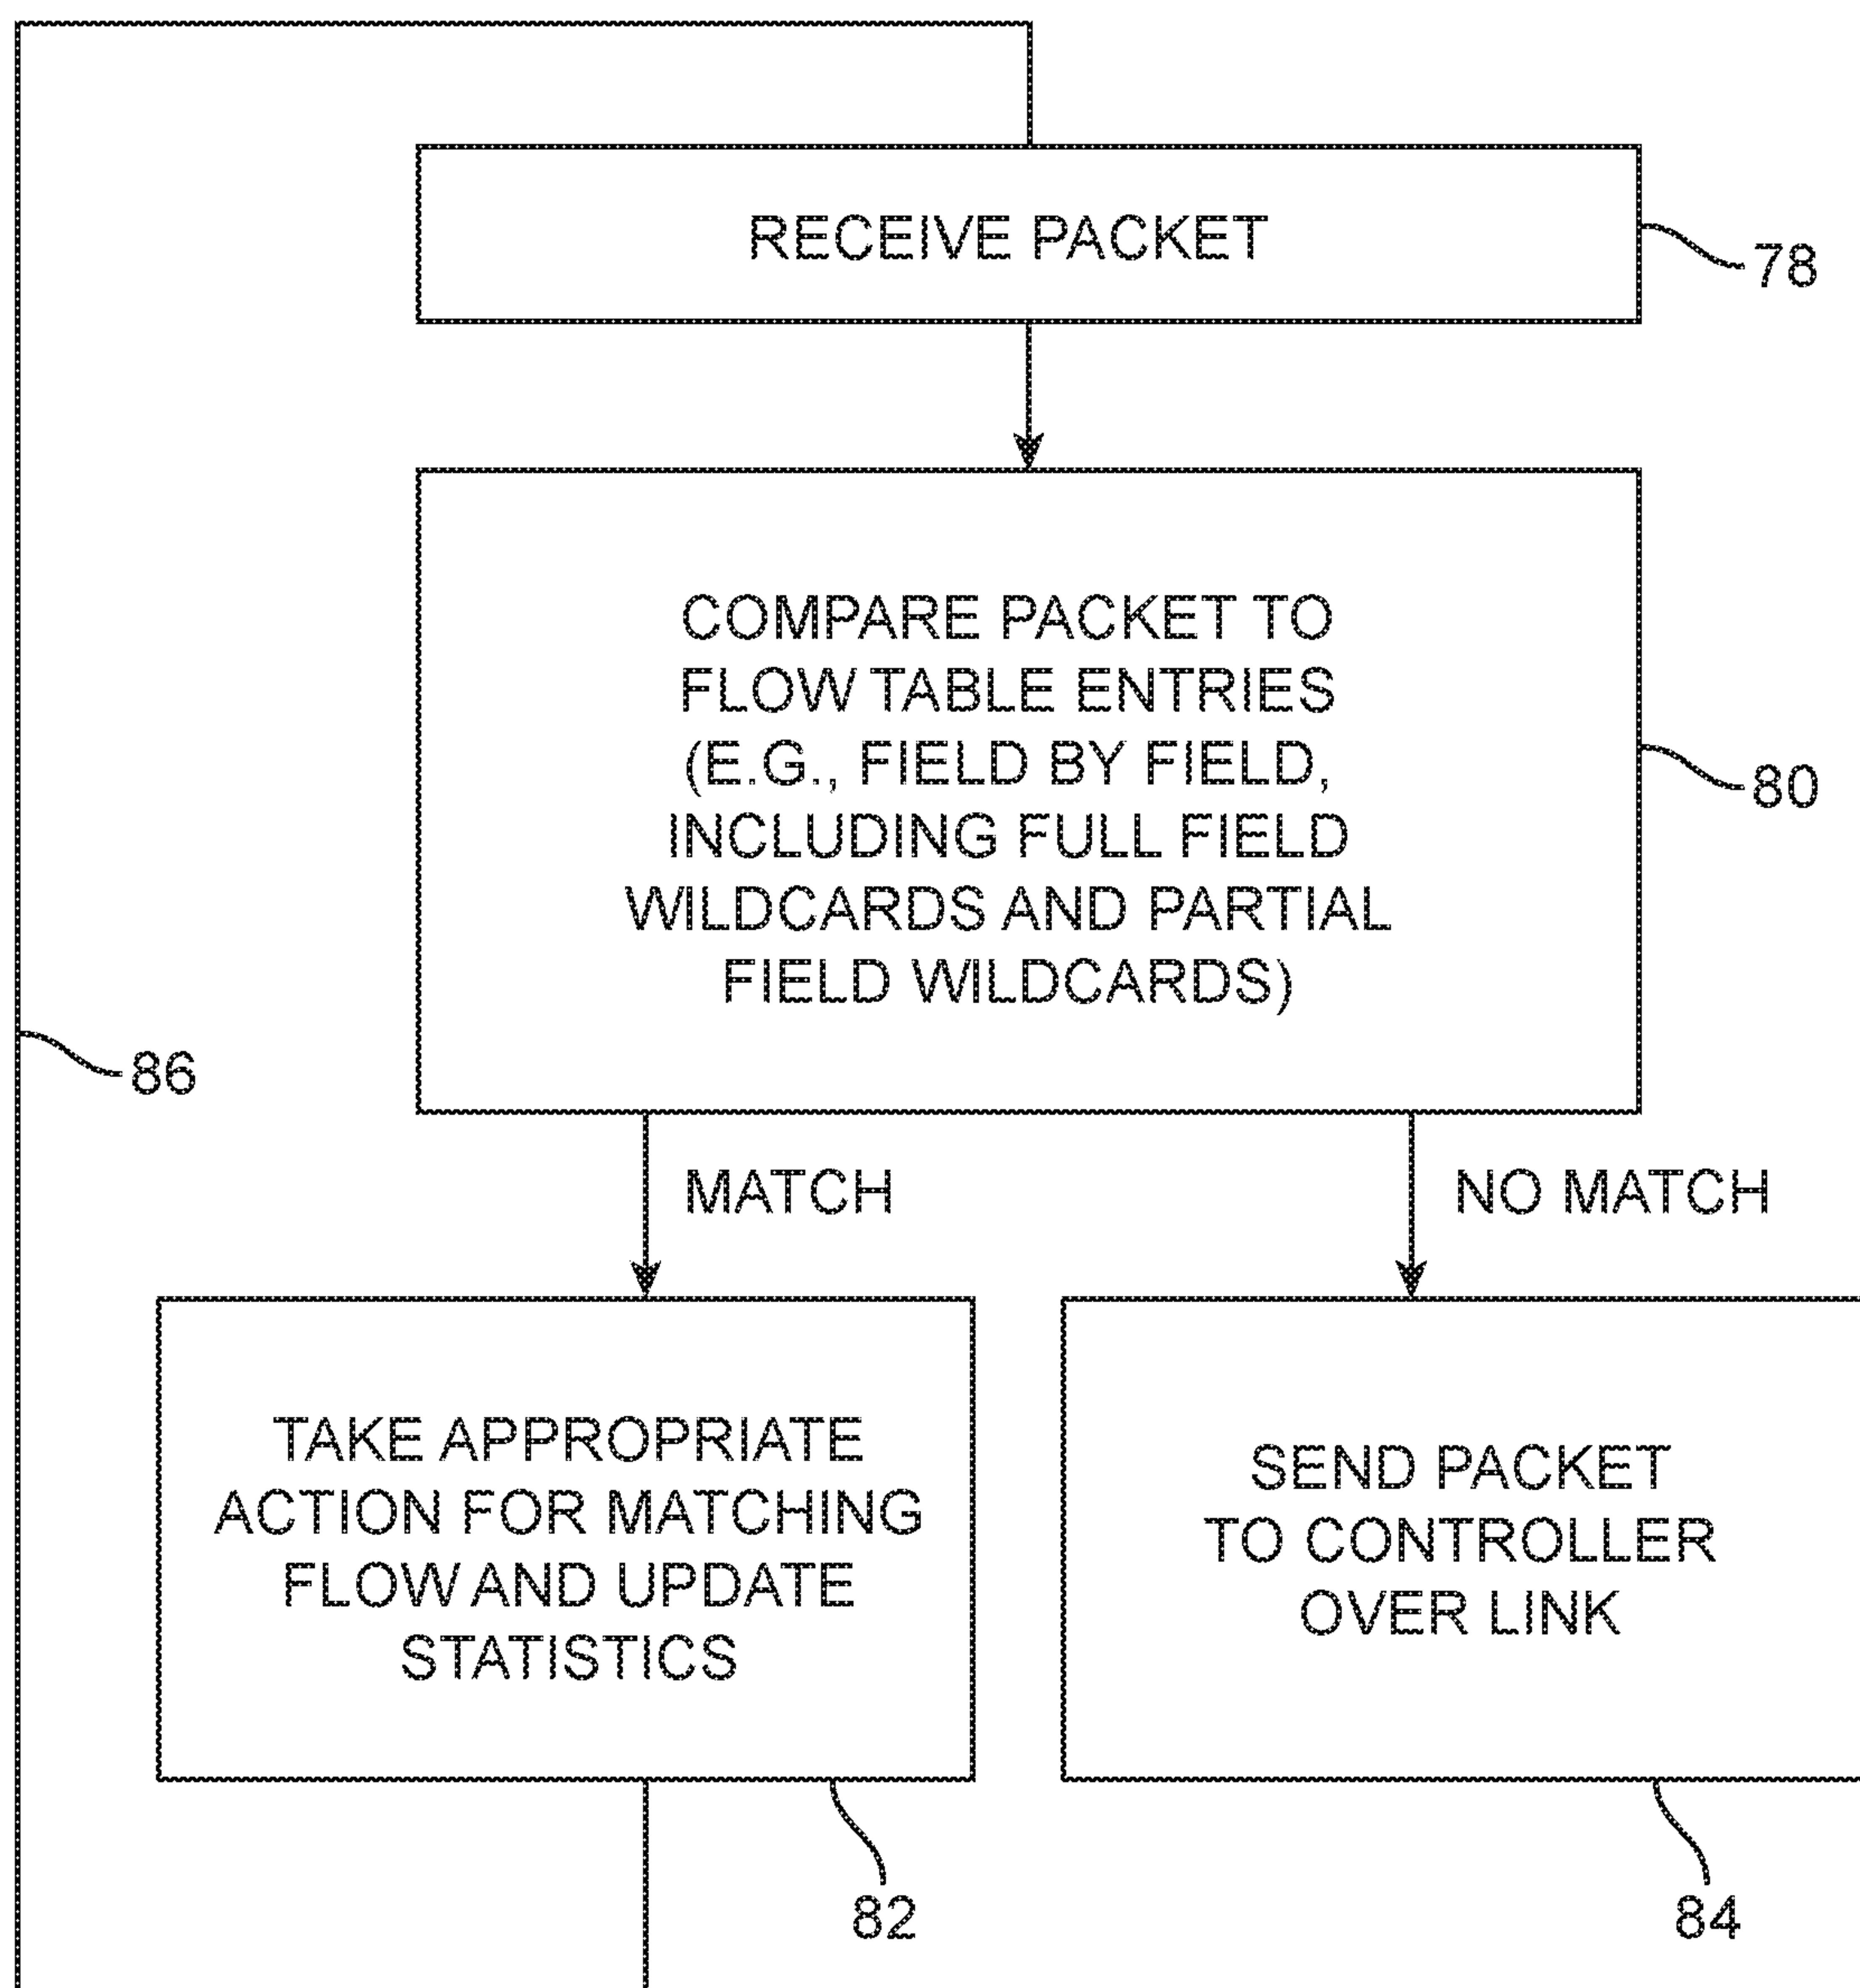 RECEIVE PACKET
78
COMPARE PACKET TO
FLOW TABLE ENTRIES
(E.G., FIELD BY FIELD,
INCLUDING FULL FIELD
WILDCARDS AND PARTIAL
FIELD WILDCARDS)
80
86
MATCH
NO MATCH
TAKE APPROPRIATE
ACTION FOR MATCHING
FLOW AND UPDATE
STATISTICS
SEND PACKET
TO CONTROLLER
OVER LINK
82
84